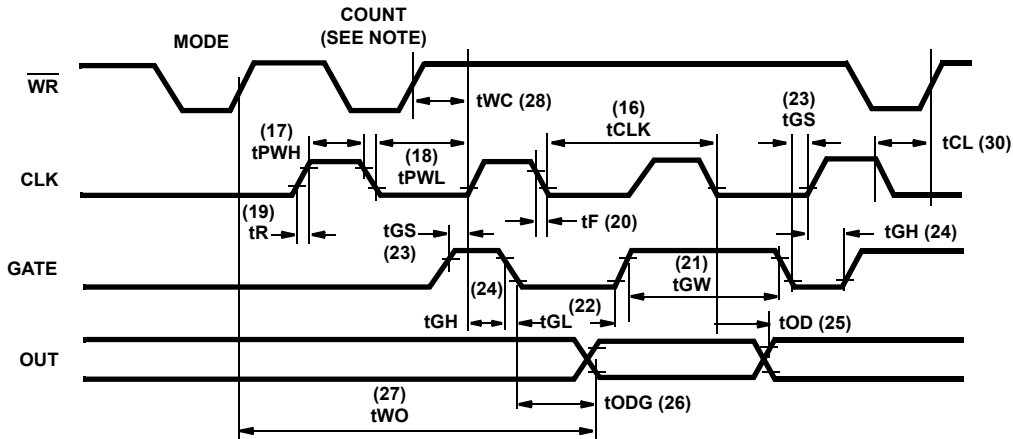 COUNT
(SEE NOTE)
MODE
WR
tWC (28)
(16)
tCLK
(23)
tGS
tCL (30)
(17)
tPWH
(18)
tPWL
CLK
(19)
tR
tGS
(23)
tF (20)
tGH (24)
GATE
(24)
tGH
(22)
tGL
(21)
tGW
tOD (25)
OUT
(27)
tWO
tODG (26)